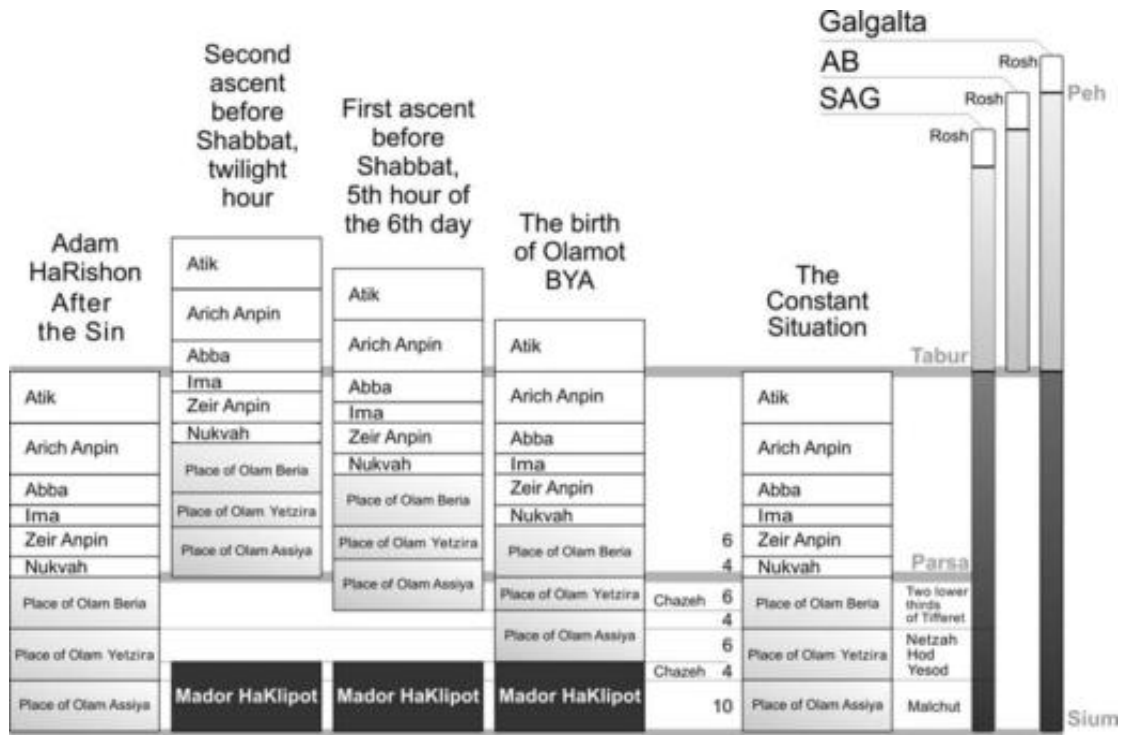 Galgalta
AB
SAG
Rosh
Rosh
Rosh
Peh
Tabur
Parsa
Sium
Adam
HaRishon
After
the Sin
Atik
Arich Anpin
Abba
Ima
Zeir Anpin
Nukvah
Place of Olam Beria
Place of Olam Yetzira
Place of Olam Assiya
Second
ascent
before
Shabbat,
twilight
hour
Atik
Arich Anpin
Abba
Ima
Zeir Anpin
Nukvah
Place of Olam Beria
Place of Olam Yetzira
Place of Olam Assiya
Mador HaKlipot
First ascent
before
Shabbat,
5th hour of
the 6th day
Atik
Arich Anpin
Abba
Ima
Zeir Anpin
Nukvah
Place of Olam Beria
Place of Olam Yetzira
Place of Olam Assiya
Mador HaKlipot
The birth
of Olamot
BYA
Atik
Arich Anpin
Abba
Ima
Zeir Anpin
Nukvah
Place of Olam Beria
Place of Olam Yetzira
Place of Olam Assiya
Mador HaKlipot
6
4
Chazeh 6
4
6
Chazeh 4
10
The
Constant
Situation
Atik
Arich Anpin
Abba
Ima
Zeir Anpin
Nukvah
Place of Olam Beria
Place of Olam Yetzira
Place of Olam Assiya
Two lower
thirds
of Tifferet
Netzah
Hod
Yesod
Malchut